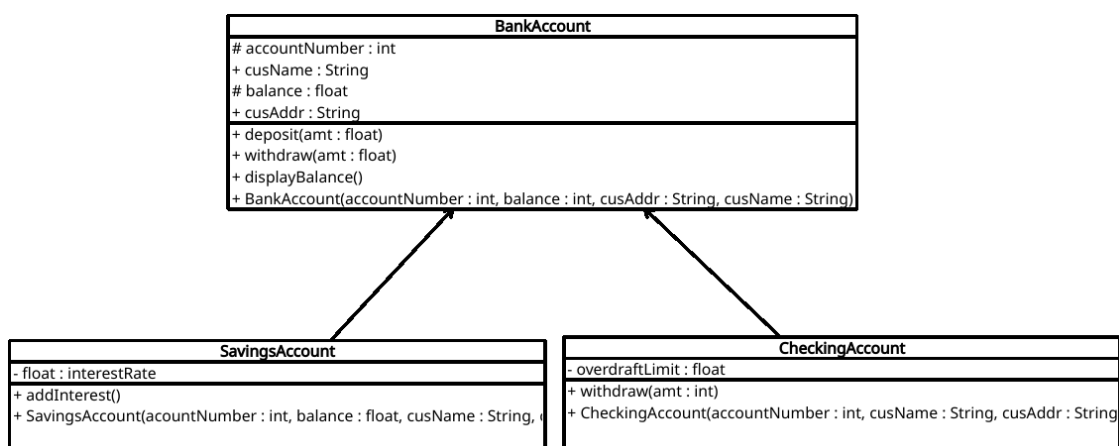 BankAccount
# accountNumber : int
+ cusName : String
# balance : float
+ cusAddr : String
+ deposit(amt : float)
+ withdraw(amt : float)
+ displayBalance()
+ BankAccount(accountNumber : int, balance : int, cusAddr : String, cusName : String)
SavingsAccount
- float : interestRate
+ addInterest()
+ SavingsAccount(acountNumber : int, balance : float, cusName : String,
CheckingAccount
- overdraftLimit : float
+ withdraw(amt : int)
+ CheckingAccount(accountNumber : int, cusName : String, cusAddr : String